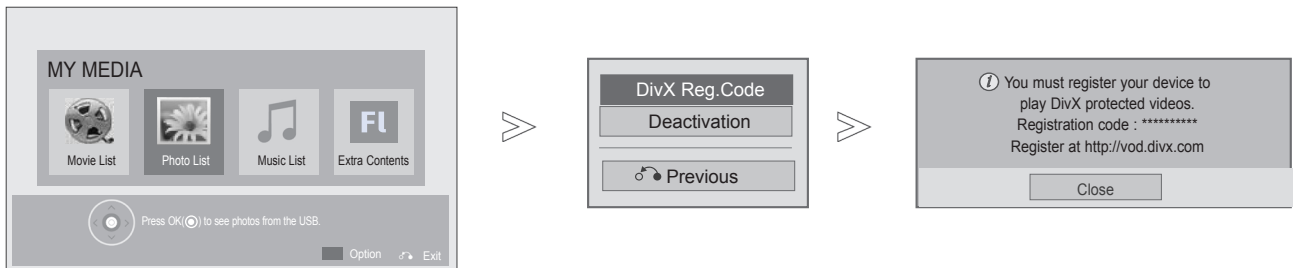 MY MEDIA
Movie List
Photo List
Music List
FL
Extra Contents
Press OK(◉) to see photos from the USB.
Option
Exit
DivX Reg.Code
Deactivation
Previous
i You must register your device to
play DivX protected videos.
Registration code : **********
Register at http://vod.divx.com
Close